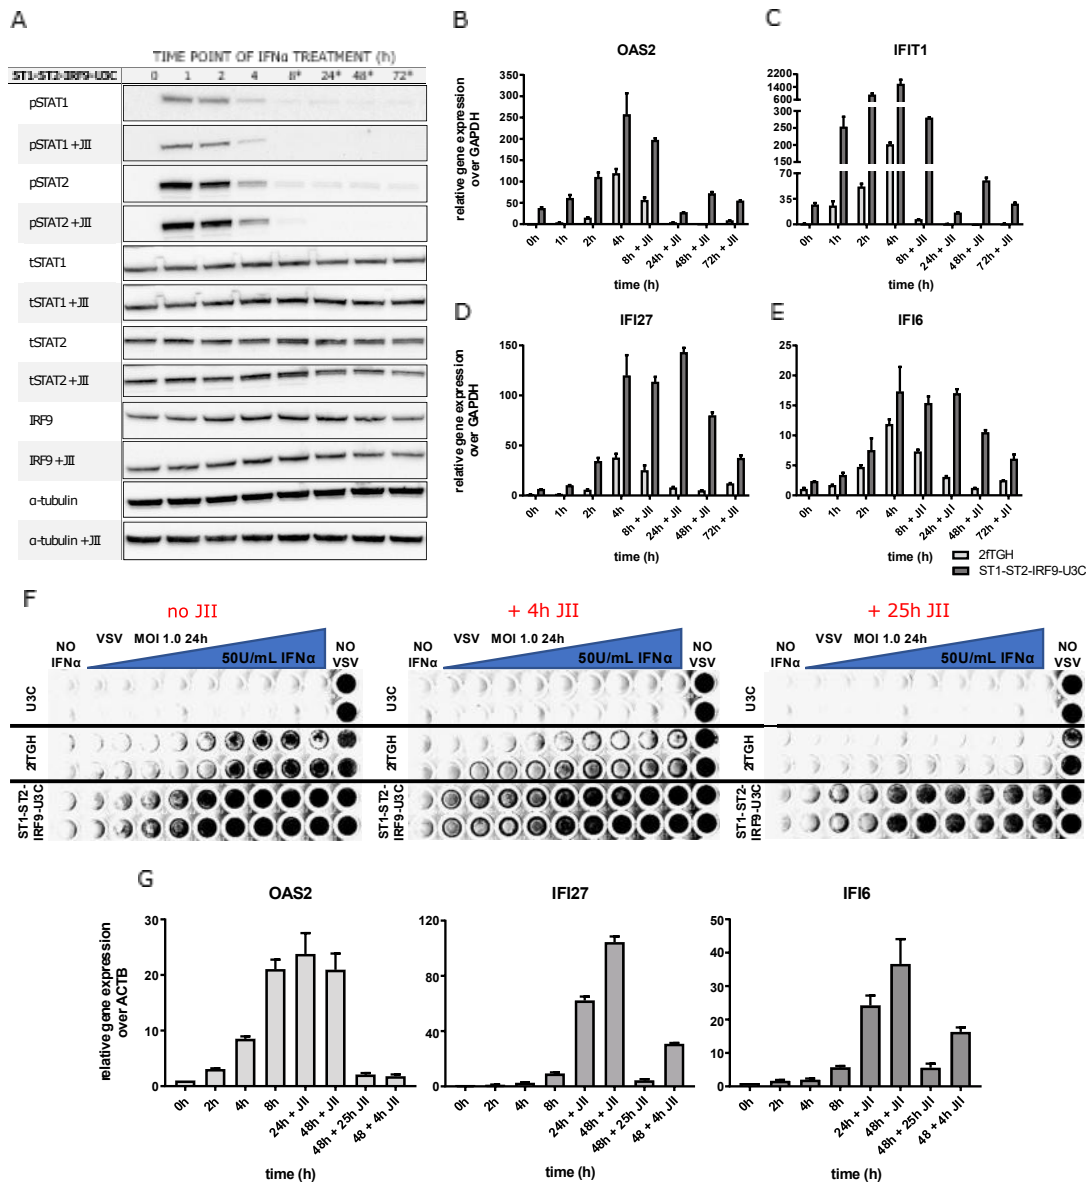 A
TIME POINT OF IFNα TREATMENT (h)
ST1-ST2-IRF9-U3C 0 1 2 4 8* 24* 48* 72*
pSTAT1
pSTAT1 +JII
pSTAT2
pSTAT2 +JII
tSTAT1
tSTAT1 +JII
tSTAT2
tSTAT2 +JII
IRF9
IRF9 +JII
α-tubulin
α-tubulin +JII
B
OAS2
relative gene expression
over GAPDH
350
300
250
200
150
100
50
0
0h 1h 2h 4h 8h + JII 24h + JII 48h + JII 72h + JII
time (h)
C
IFIT1
2200
1400
600
300
250
200
150
70
0
0h 1h 2h 4h 8h + JII 24h + JII 48h + JII 72h + JII
time (h)
D
IFI27
relative gene expression
over GAPDH
150
100
50
0
0h 1h 2h 4h 8h + JII 24h + JII 48h + JII 72h + JII
time (h)
E
IFI6
25
20
15
10
5
0
0h 1h 2h 4h 8h + JII 24h + JII 48h + JII 72h + JII
time (h)
2fTGH
ST1-ST2-IRF9-U3C
F
no JII
NO
IFNα
VSV MOI 1.0 24h
50U/mL IFNα
NO
VSV
U3C
2fTGH
ST1-ST2-
IRF9-U3C
+ 4h JII
NO
IFNα
VSV MOI 1.0 24h
50U/mL IFNα
NO
VSV
U3C
2fTGH
ST1-ST2-
IRF9-U3C
+ 25h JII
NO
IFNα
VSV MOI 1.0 24h
50U/mL IFNα
NO
VSV
U3C
2fTGH
ST1-ST2-
IRF9-U3C
G
OAS2
relative gene expression
over ACTB
30
20
10
0
0h 2h 4h 8h 24h + JII 48h + JII 48h + 25h JII 48 + 4h JII
time (h)
IFI27
120
80
40
0
0h 2h 4h 8h 24h + JII 48h + JII 48h + 25h JII 48 + 4h JII
time (h)
IFI6
50
40
30
20
10
0
0h 2h 4h 8h 24h + JII 48h + JII 48h + 25h JII 48 + 4h JII
time (h)